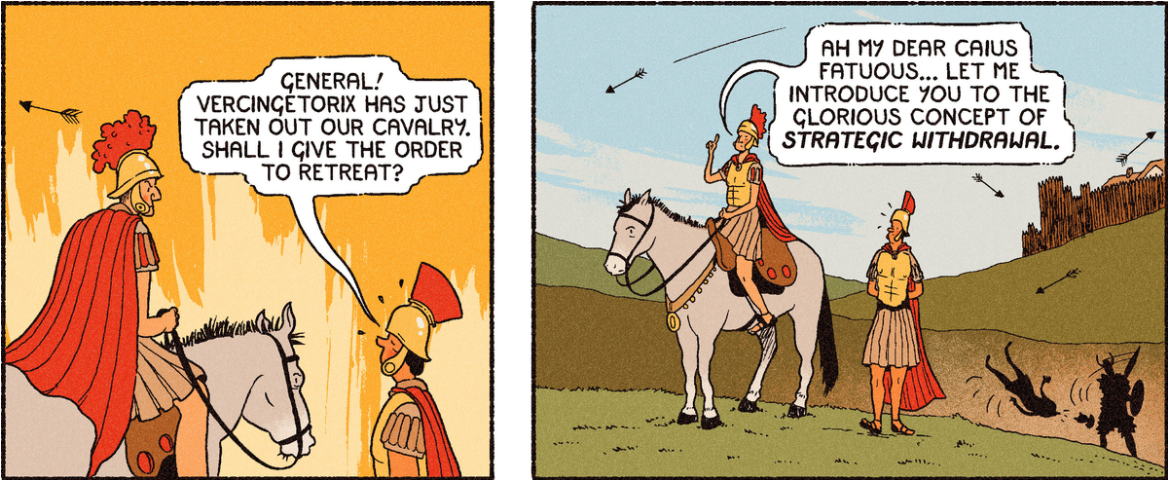 GENERAL!
VERCINGETORIX HAS JUST
TAKEN OUT OUR CAVALRY.
SHALL I GIVE THE ORDER
TO RETREAT?
AH MY DEAR CAIUS
FATUOUS... LET ME
INTRODUCE YOU TO THE
GLORIOUS CONCEPT OF
STRATEGIC WITHDRAWAL.